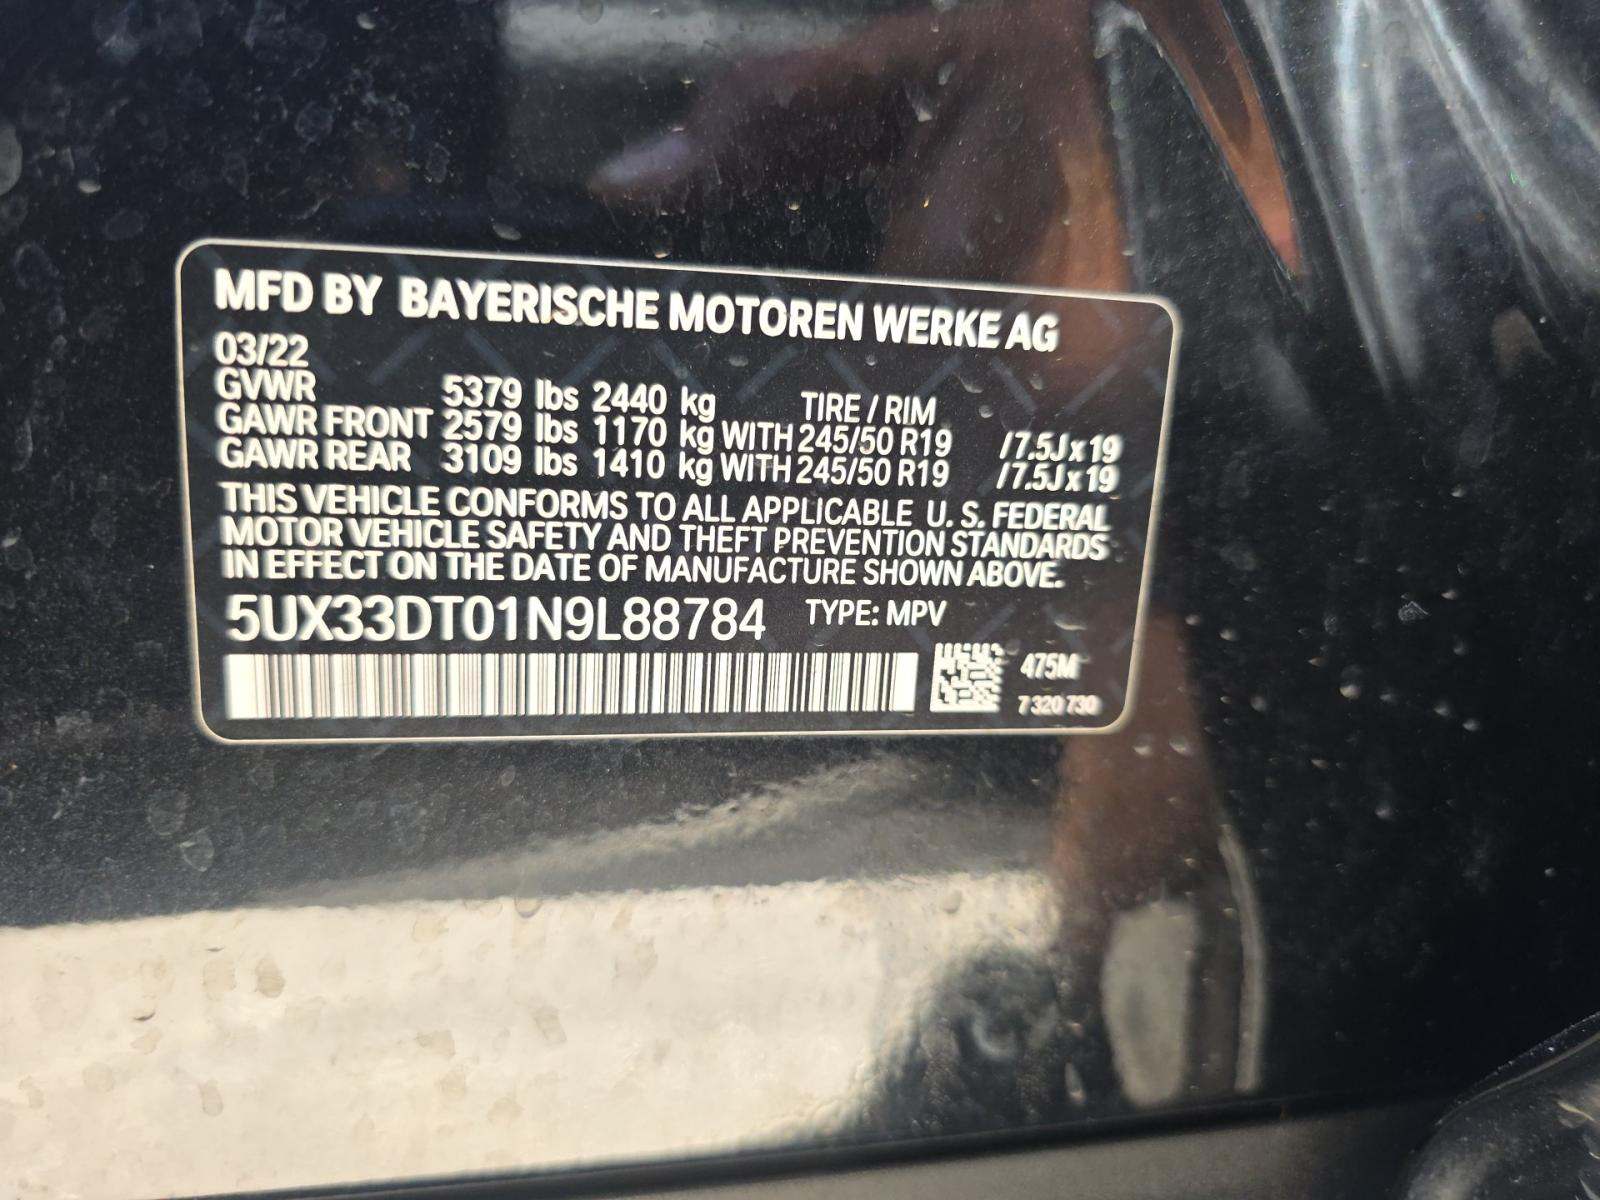 MFD BY BAYERISCHE MOTOREN WERKE AG
03/22
GVWR 5379 lbs 2440 kg TIRE / RIM
GAWR FRONT 2579 lbs 1170 kg WITH 245/50 R19 /7.5Jx19
GAWR REAR 3109 lbs 1410 kg WITH 245/50 R19 /7.5Jx19
THIS VEHICLE CONFORMS TO ALL APPLICABLE U. S. FEDERAL
MOTOR VEHICLE SAFETY AND THEFT PREVENTION STANDARDS
IN EFFECT ON THE DATE OF MANUFACTURE SHOWN ABOVE.
5UX33DT01N9L88784 TYPE: MPV
475M
7 320 730